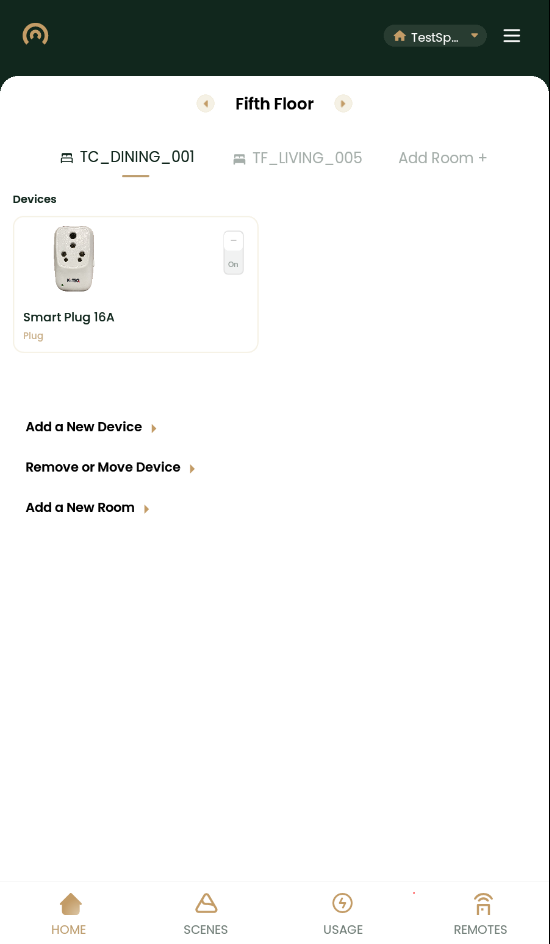 TestSp...
Fifth Floor
TC_DINING_001
TF_LIVING_005
Add Room +
Devices
On
Smart Plug 16A
Plug
Add a New Device
Remove or Move Device
Add a New Room
HOME
SCENES
USAGE
REMOTES